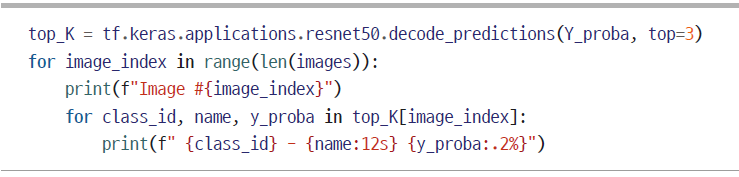 top_K = tf.keras.applications.resnet50.decode_predictions(Y_proba, top=3)
for image_index in range(len(images)):
    print(f"Image #{image_index}")
    for class_id, name, y_proba in top_K[image_index]:
        print(f" {class_id} - {name:12s} {y_proba:.2%}")